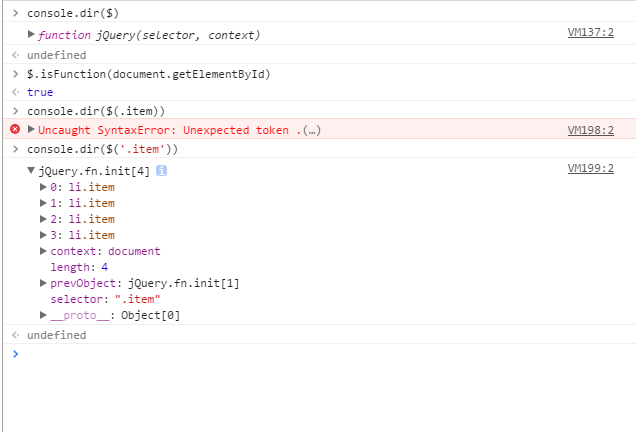 console.dir($)
function jQuery(selector, context) VM137:2
undefined
$.isFunction(document.getElementById)
true
console.dir($(.item))
Uncaught SyntaxError: Unexpected token .(…) VM198:2
console.dir($('.item'))
jQuery.fn.init[4] i VM199:2
0: li.item
1: li.item
2: li.item
3: li.item
context: document
length: 4
prevObject: jQuery.fn.init[1]
selector: ".item"
__proto__: Object[0]
undefined